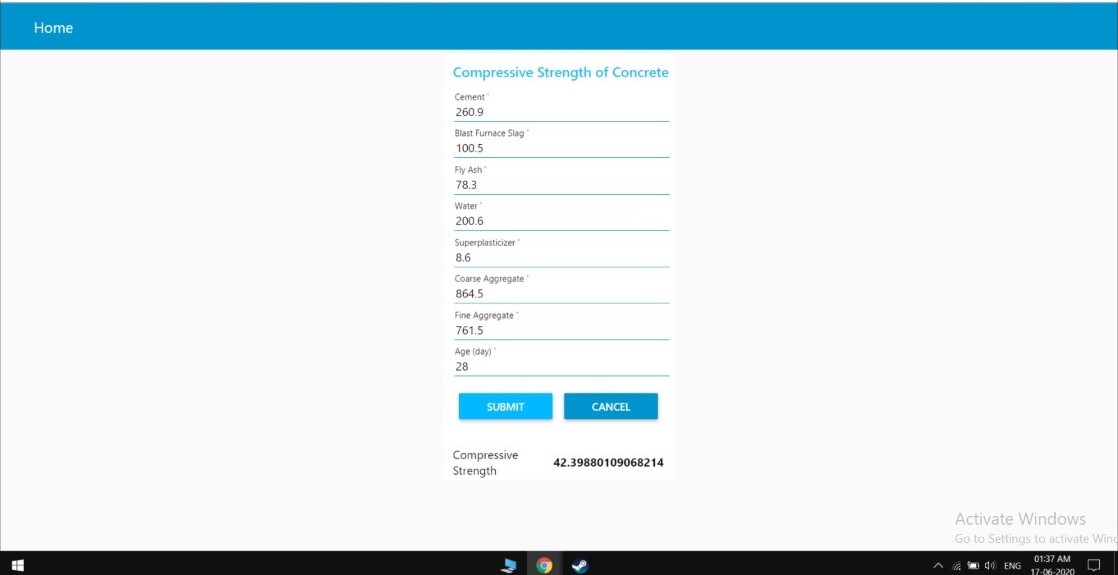 Home
Compressive Strength of Concrete
Cement *
260.9
Blast Furnace Slag *
100.5
Fly Ash *
78.3
Water *
200.6
Superplasticizer *
8.6
Coarse Aggregate *
864.5
Fine Aggregate *
761.5
Age (day) *
28
SUBMIT CANCEL
Compressive
Strength
42.39880109068214
Activate Windows
Go to Settings to activate Wind
ENG
01:37 AM
17-06-2020